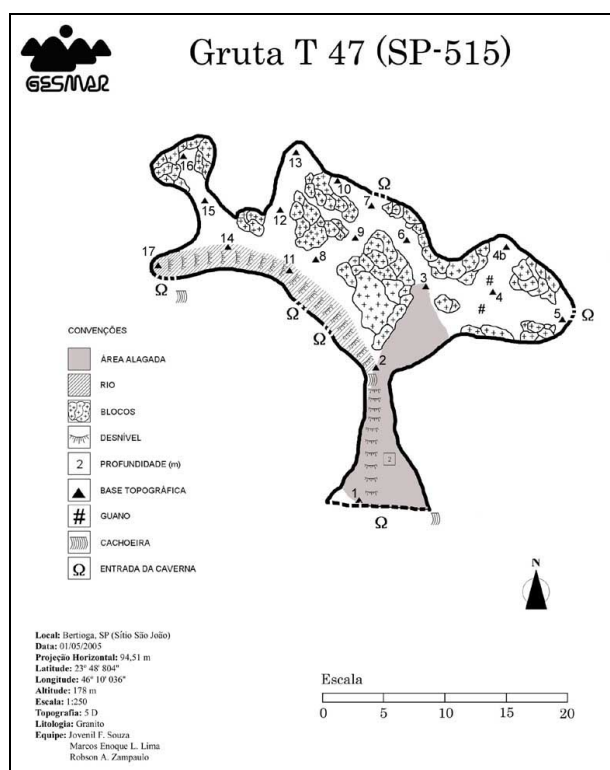 GESMAR
Gruta T 47 (SP-515)
13
16
10
Ω
7
15
12
6
9
4b
14
17
8
11
3
#
4
#
Ω
5
Ω
Ω
Ω
2
2
1
Ω
CONVENÇÕES
ÁREA ALAGADA
RIO
BLOCOS
DESNÍVEL
2 PROFUNDIDADE (m)
BASE TOPOGRÁFICA
# GUANO
CACHOEIRA
Ω ENTRADA DA CAVERNA
N
Local: Bertioga, SP (Sítio São João)
Data: 01/05/2005
Projeção Horizontal: 94,51 m
Latitude: 23º 48' 804"
Longitude: 46º 10' 036"
Altitude: 178 m
Escala: 1:250
Topografia: 5 D
Litologia: Granito
Equipe: Jovenil F. Souza
Marcos Enoque L. Lima
Robson A. Zampaulo
Escala
0 5 10 15 20